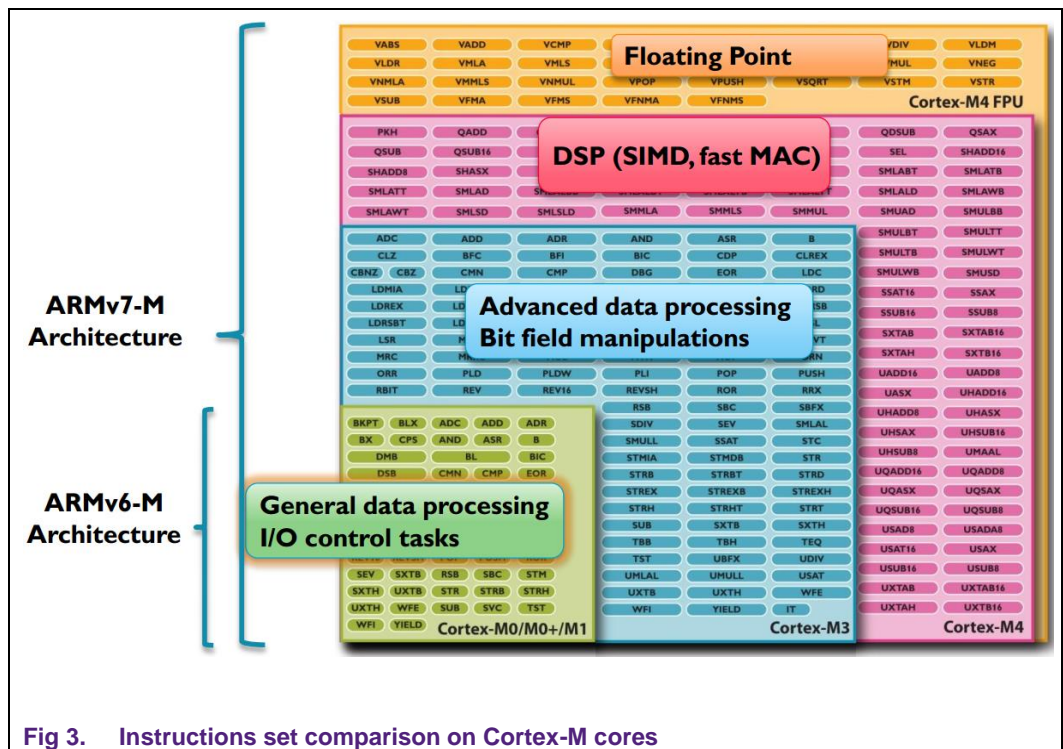 VABS VADD VCMP VDIV VLDM
VLDR VMLA VMLS Floating Point VMUL VNEG
VNMLA VMMLS VNMUL VPOP VPUSH VSQRT VSTM VSTR
VSUB VFMA VFMS VFNMA VFNMS Cortex-M4 FPU
PKH QADD QDSUB QSAX
QSUB QSUB16 DSP (SIMD, fast MAC) SEL SHADD16
SHADD8 SHASX SMLABT SMLATB
SMLATT SMLAD SMLALD SMLAWB
SMLAWT SMLSD SMLSLD SMMLA SMMLS SMMUL SMUAD SMULBB
ADC ADD ADR AND ASR B SMULBT SMULTT
CLZ BFC BFI BIC CDP CLREX SMULTB SMULWT
CBNZ CBZ CMN CMP DBG EOR LDC SMULWB SMUSD
LDMIA SSAT16 SSAX
ARMv7-M
Architecture
LDREX Advanced data processing SSUB16 SSUB8
LDRSBT Bit field manipulations SXTAB SXTAB16
LSR SXTAH SXTB16
MRC
ORR PLD PLDW PLI POP PUSH UADD16 UADD8
RBIT REV REV16 REVSH ROR RRX UASX UHADD16
RSB SBC SBFX UHADD8 UHASX
BKPT BLX ADC ADD ADR SDIV SEV SMLAL UHSAX UHSUB16
BX CPS AND ASR B SMULL SSAT STC UHSUB8 UMAAL
DMB BL BIC STMIA STMDB STR
DSB CMN CMP EOR STRB STRBT STRD UQADD16 UQADD8
ARMv6-M
Architecture
General data processing STREX STREXB STREXH UQASX UQSAX
I/O control tasks STRH STRHT STRT UQSUB16 UQSUB8
SUB SXTB SXTH USAD8 USADA8
TBB TBH TEQ USAT16 USAX
TST UBFX UDIV USUB16 USUB8
SEV SXTB RSB SBC STM UMLAL UMULL USAT
SXTH UXTB STR STRB STRH UXTB UXTH WFE UXTAB UXTAB16
UXTH WFE SUB SVC TST WFI YIELD IT UXTAH UXTB16
WFI YIELD Cortex-M0/M0+/M1 Cortex-M3 Cortex-M4
Fig 3. Instructions set comparison on Cortex-M cores